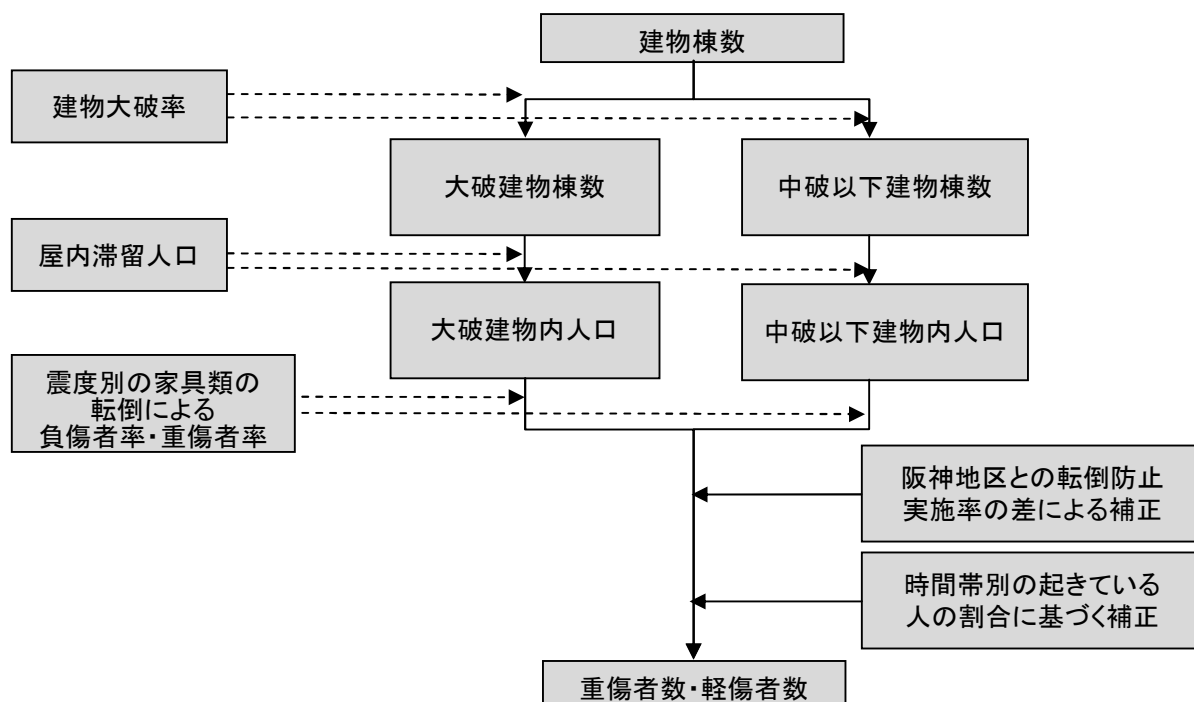 建物棟数
建物大破率
大破建物棟数
中破以下建物棟数
屋内滞留人口
大破建物内人口
中破以下建物内人口
震度別の家具類の
転倒による
負傷者率・重傷者率
阪神地区との転倒防止
実施率の差による補正
時間帯別の起きている
人の割合に基づく補正
重傷者数・軽傷者数